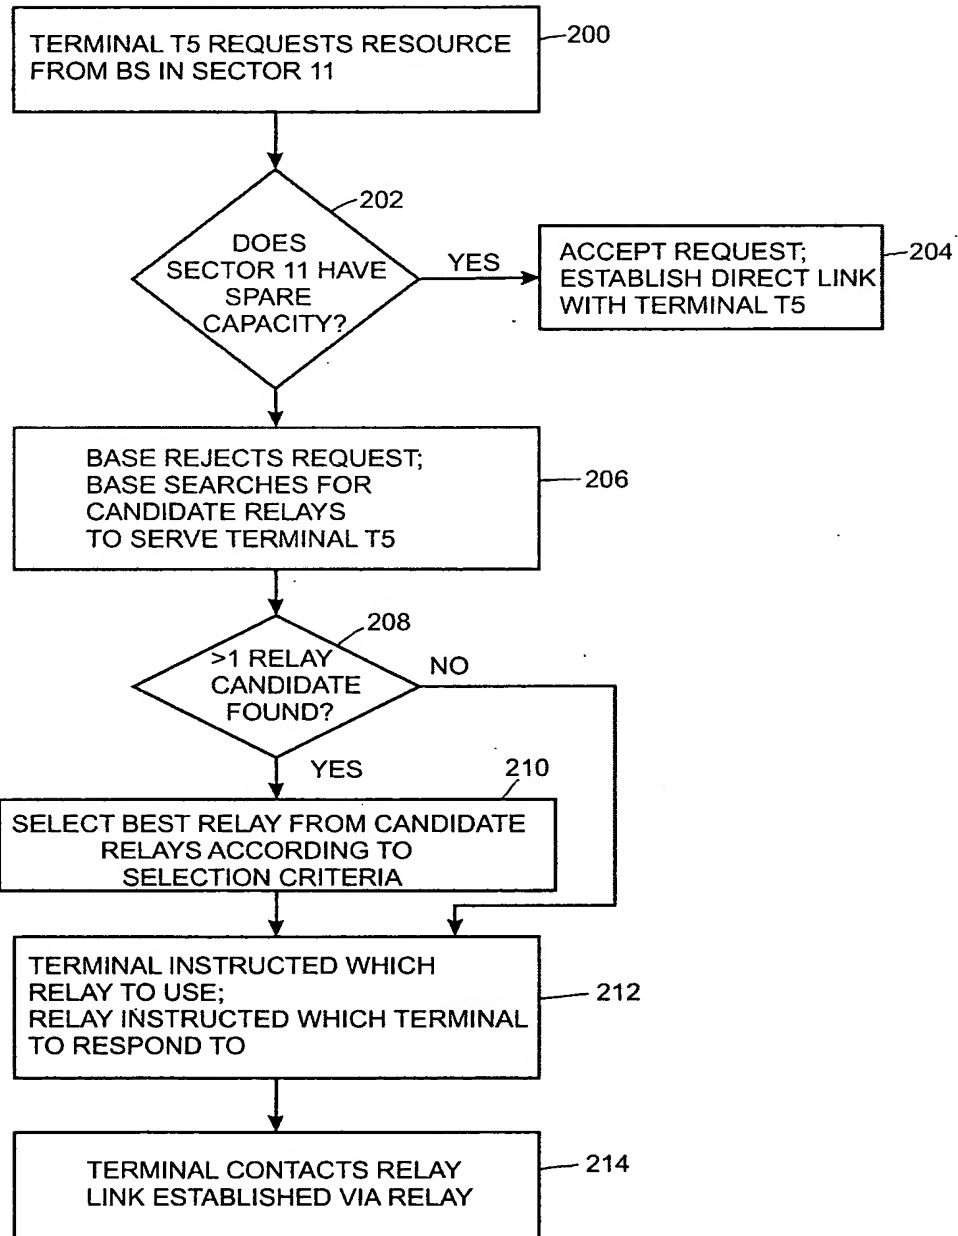 TERMINAL T5 REQUESTS RESOURCE
FROM BS IN SECTOR 11
200
202
DOES
SECTOR 11 HAVE
SPARE
CAPACITY?
YES
ACCEPT REQUEST;
ESTABLISH DIRECT LINK
WITH TERMINAL T5
204
BASE REJECTS REQUEST;
BASE SEARCHES FOR
CANDIDATE RELAYS
TO SERVE TERMINAL T5
206
208
>1 RELAY
CANDIDATE
FOUND?
NO
YES
210
SELECT BEST RELAY FROM CANDIDATE
RELAYS ACCORDING TO
SELECTION CRITERIA
TERMINAL INSTRUCTED WHICH
RELAY TO USE;
RELAY INSTRUCTED WHICH TERMINAL
TO RESPOND TO
212
TERMINAL CONTACTS RELAY
LINK ESTABLISHED VIA RELAY
214